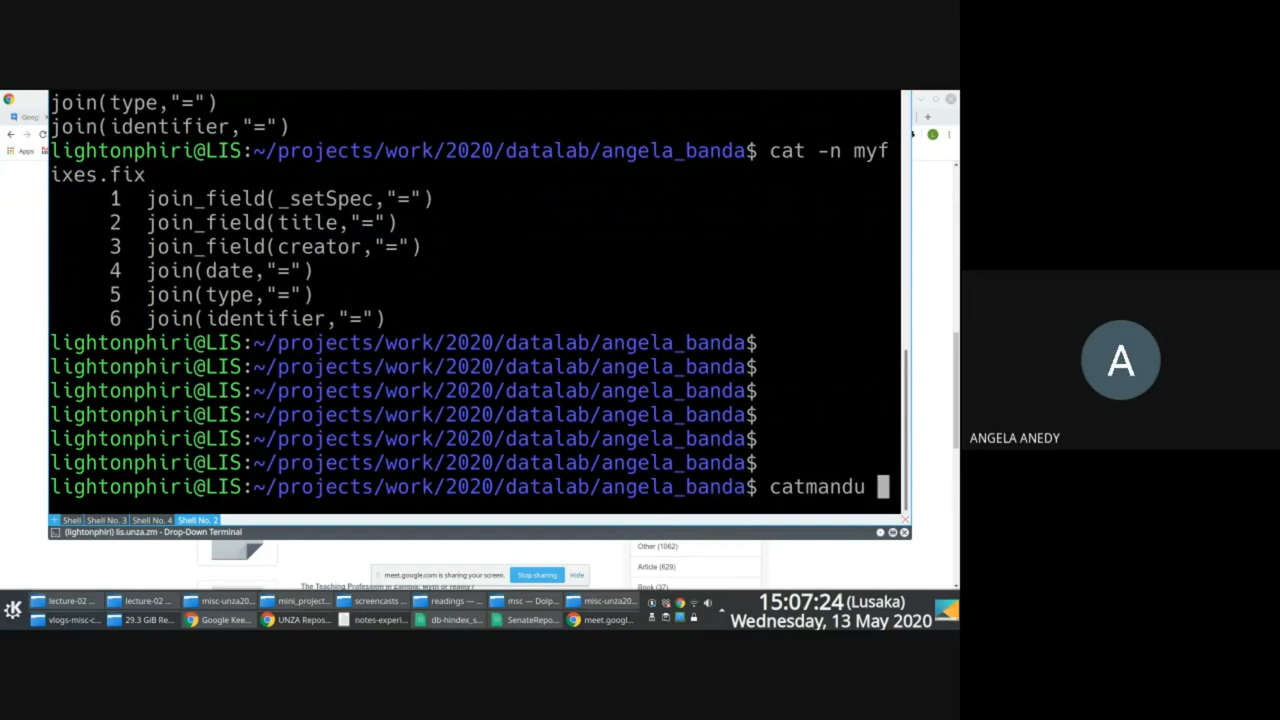 join(type,"=")
join(identifier,"=")
lightonphiri@LIS:~/projects/work/2020/datalab/angela_banda$ cat -n myf
ixes.fix
1 join_field(_setSpec,"=")
2 join_field(title,"=")
3 join_field(creator,"=")
4 join(date,"=")
5 join(type,"=")
6 join(identifier,"=")
lightonphiri@LIS:~/projects/work/2020/datalab/angela_banda$
lightonphiri@LIS:~/projects/work/2020/datalab/angela_banda$
lightonphiri@LIS:~/projects/work/2020/datalab/angela_banda$
lightonphiri@LIS:~/projects/work/2020/datalab/angela_banda$
lightonphiri@LIS:~/projects/work/2020/datalab/angela_banda$
lightonphiri@LIS:~/projects/work/2020/datalab/angela_banda$
lightonphiri@LIS:~/projects/work/2020/datalab/angela_banda$ catmandu
Googl
Apps
A
ANGELA ANEDY
Shell Shell No. 3 Shell No. 4 Shell No. 2
(lightonphiri) lis.unza.zm - Drop-Down Terminal
Other (1062)
Article (629)
Book (37)
meet.google.com is sharing your screen. Stop sharing Hide
The Teaching Profession in Zambia: Myth or reality?
lecture-02 ... lecture-02 ... misc-unza20... mini_project... screencasts ... readings — ... msc — Dolp... misc-unza20...
vlogs-misc-c... 29.3 GiB Re... Google Kee... UNZA Repos... notes-experi... db-hindex_s... SenateRepo... meet.googl...
15:07:24 (Lusaka)
Wednesday, 13 May 2020